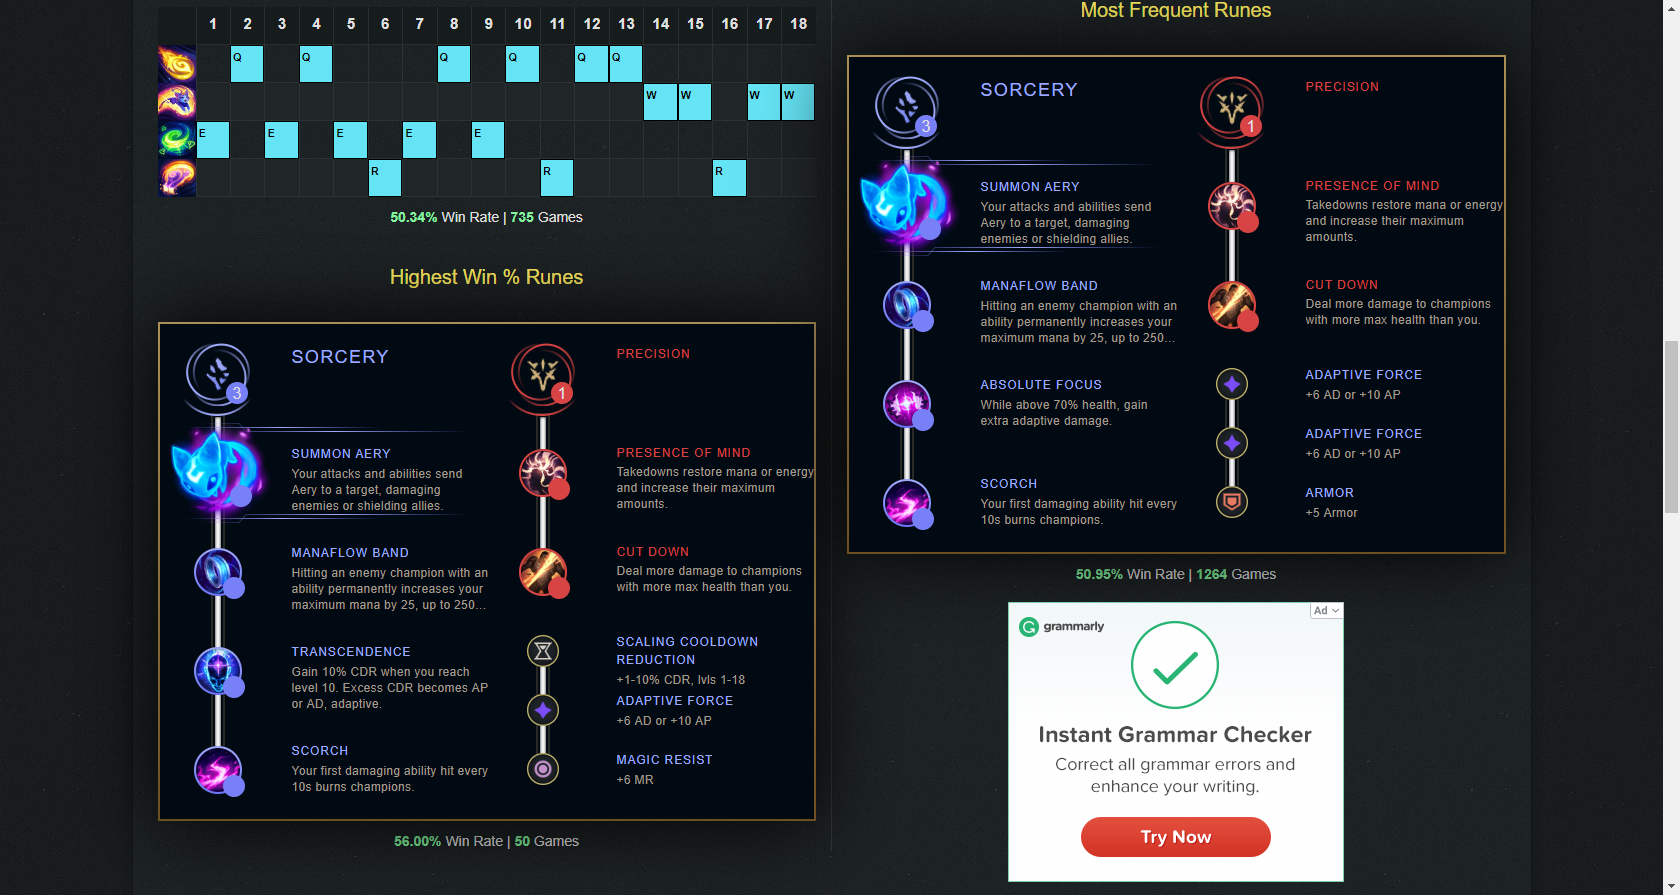 1 2 3 4 5 6 7 8 9 10 11 12 13 14 15 16 17 18
Q Q Q Q Q Q
W W W W
E E E E E
R R R
50.34% Win Rate | 735 Games
Highest Win % Runes
3
SORCERY
SUMMON AERY
Your attacks and abilities send
Aery to a target, damaging
enemies or shielding allies.
MANAFLOW BAND
Hitting an enemy champion with an
ability permanently increases your
maximum mana by 25, up to 250...
TRANSCENDENCE
Gain 10% CDR when you reach
level 10. Excess CDR becomes AP
or AD, adaptive.
SCORCH
Your first damaging ability hit every
10s burns champions.
1
PRECISION
PRESENCE OF MIND
Takedowns restore mana or energy
and increase their maximum
amounts.
CUT DOWN
Deal more damage to champions
with more max health than you.
SCALING COOLDOWN
REDUCTION
+1-10% CDR, lvls 1-18
ADAPTIVE FORCE
+6 AD or +10 AP
MAGIC RESIST
+6 MR
56.00% Win Rate | 50 Games
Most Frequent Runes
3
SORCERY
SUMMON AERY
Your attacks and abilities send
Aery to a target, damaging
enemies or shielding allies.
MANAFLOW BAND
Hitting an enemy champion with an
ability permanently increases your
maximum mana by 25, up to 250...
ABSOLUTE FOCUS
While above 70% health, gain
extra adaptive damage.
SCORCH
Your first damaging ability hit every
10s burns champions.
1
PRECISION
PRESENCE OF MIND
Takedowns restore mana or energy
and increase their maximum
amounts.
CUT DOWN
Deal more damage to champions
with more max health than you.
ADAPTIVE FORCE
+6 AD or +10 AP
ADAPTIVE FORCE
+6 AD or +10 AP
ARMOR
+5 Armor
50.95% Win Rate | 1264 Games
Ad
grammarly
Instant Grammar Checker
Correct all grammar errors and
enhance your writing.
Try Now